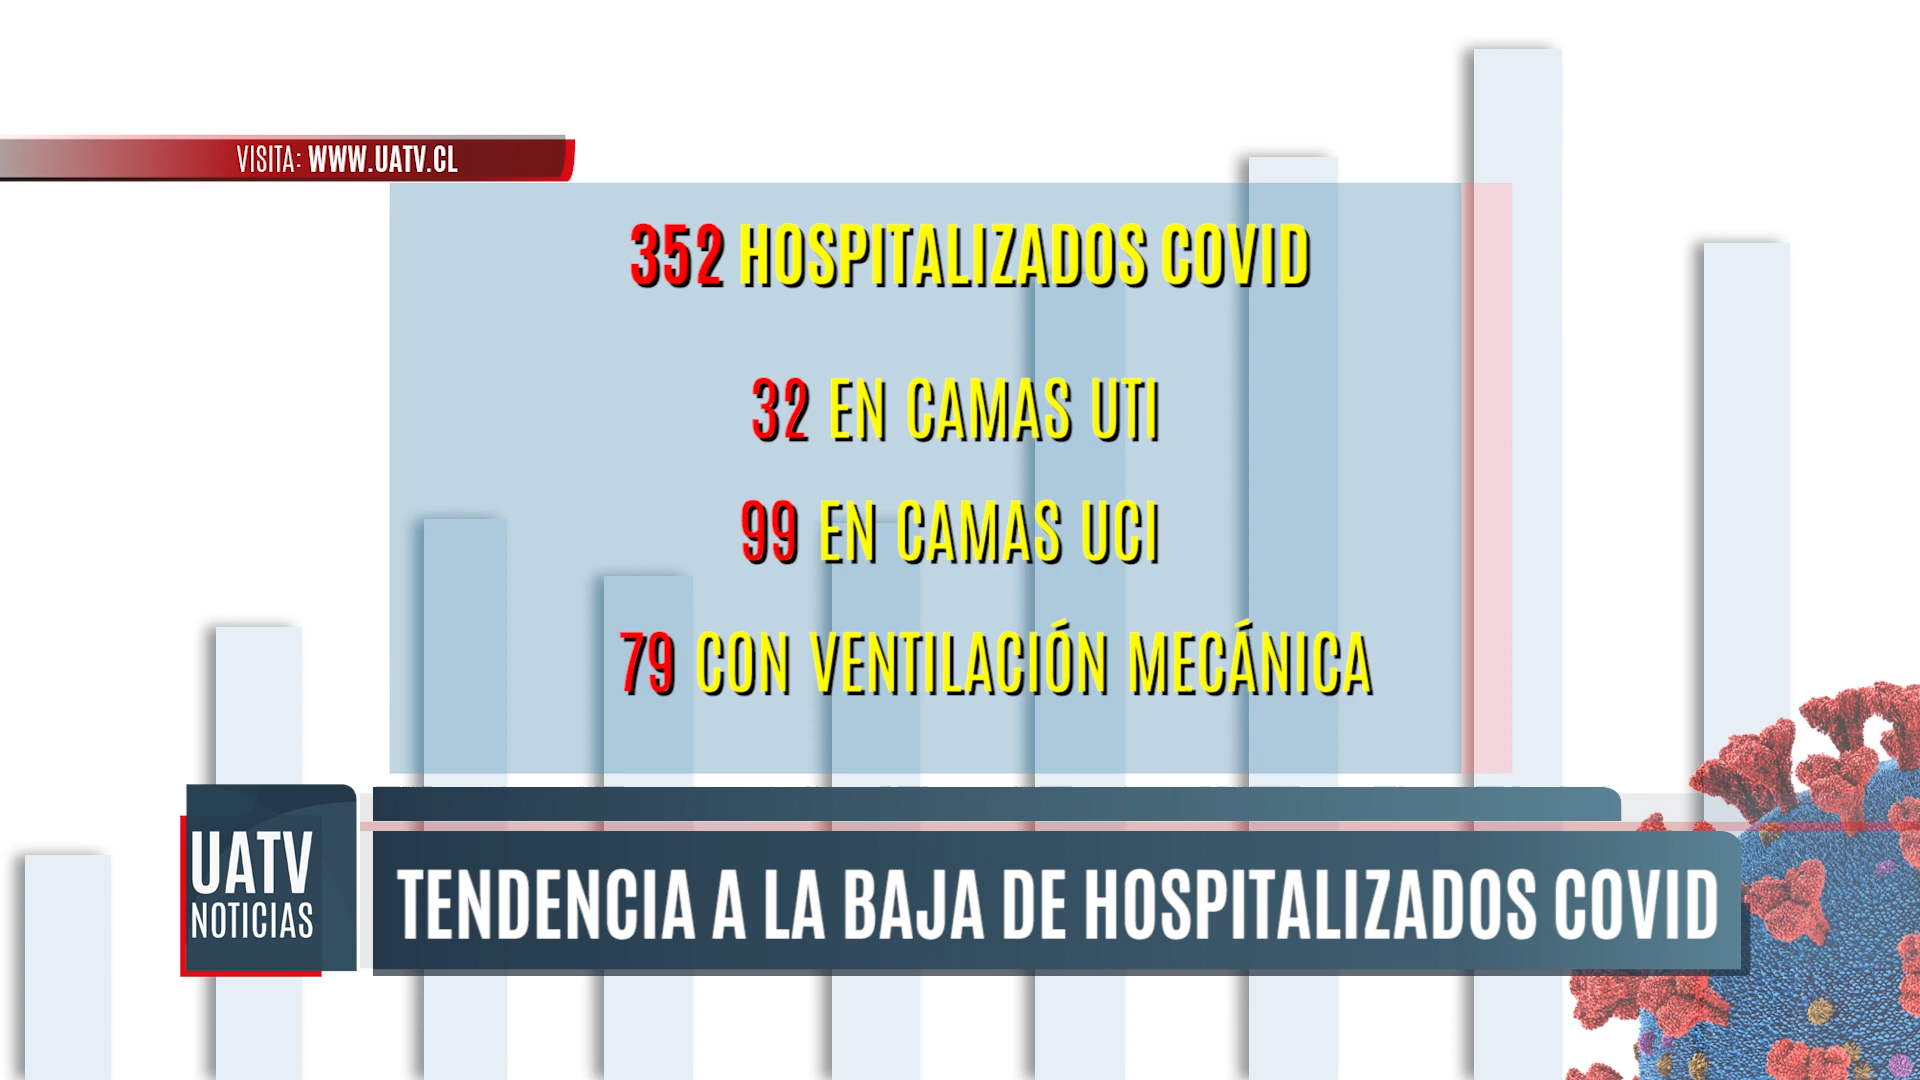 VISITA: WWW.UATV.CL
352 HOSPITALIZADOS COVID
32 EN CAMAS UTI
99 EN CAMAS UCI
79 CON VENTILACIÓN MECÁNICA
UATV
NOTICIAS
TENDENCIA A LA BAJA DE HOSPITALIZADOS COVID